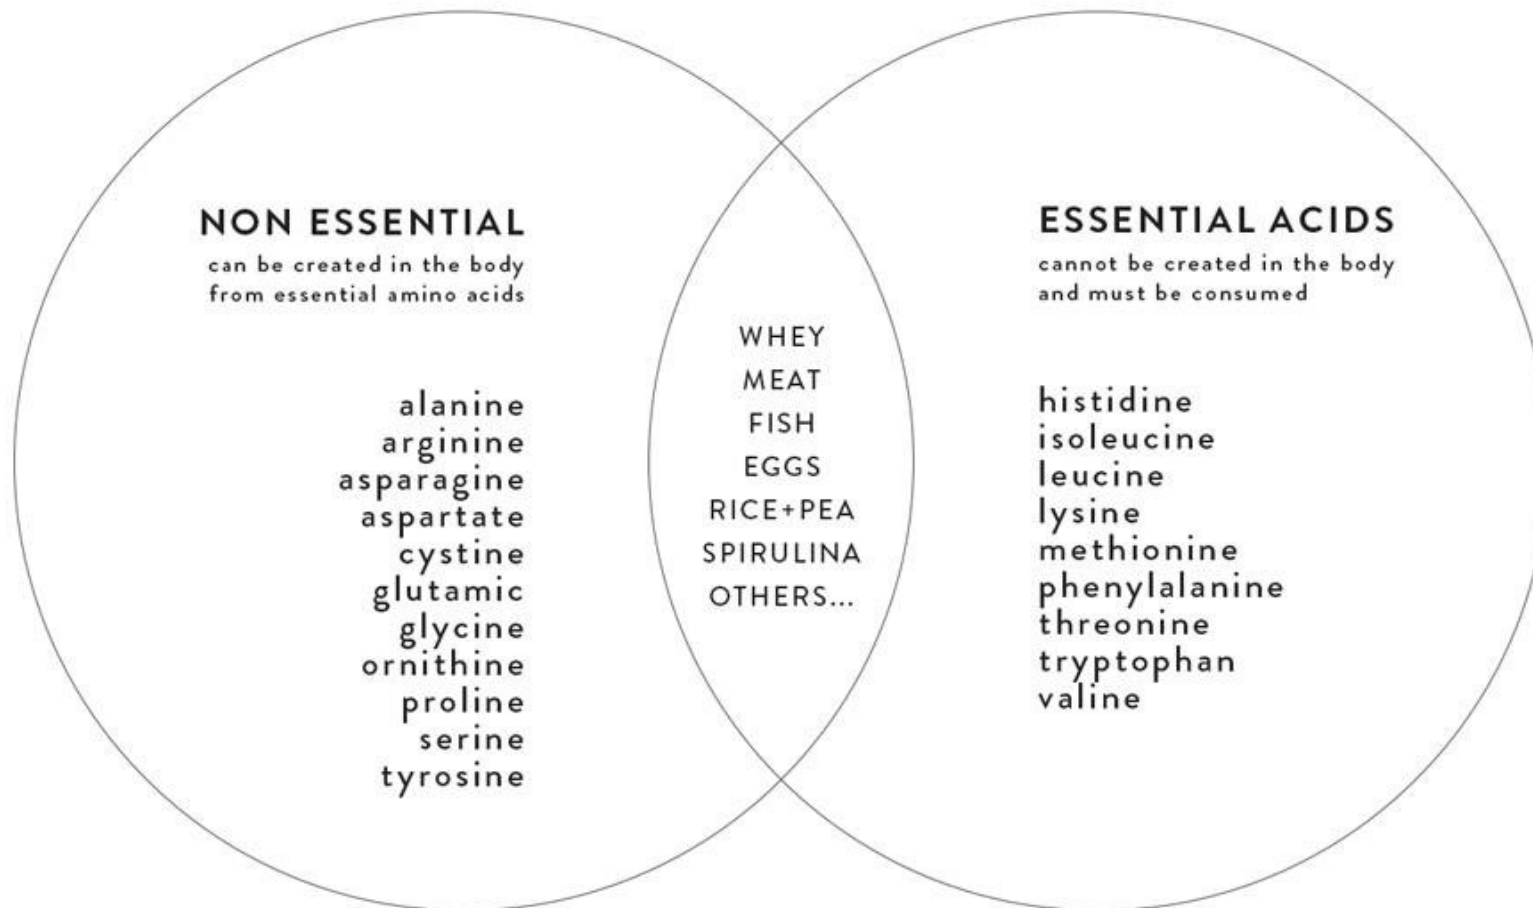 NON ESSENTIAL
can be created in the body
from essential amino acids
alanine
arginine
asparagine
aspartate
cystine
glutamic
glycine
ornithine
proline
serine
tyrosine
WHEY
MEAT
FISH
EGGS
RICE+PEA
SPIRULINA
OTHERS...
ESSENTIAL ACIDS
cannot be created in the body
and must be consumed
histidine
isoleucine
leucine
lysine
methionine
phenylalanine
threonine
tryptophan
valine